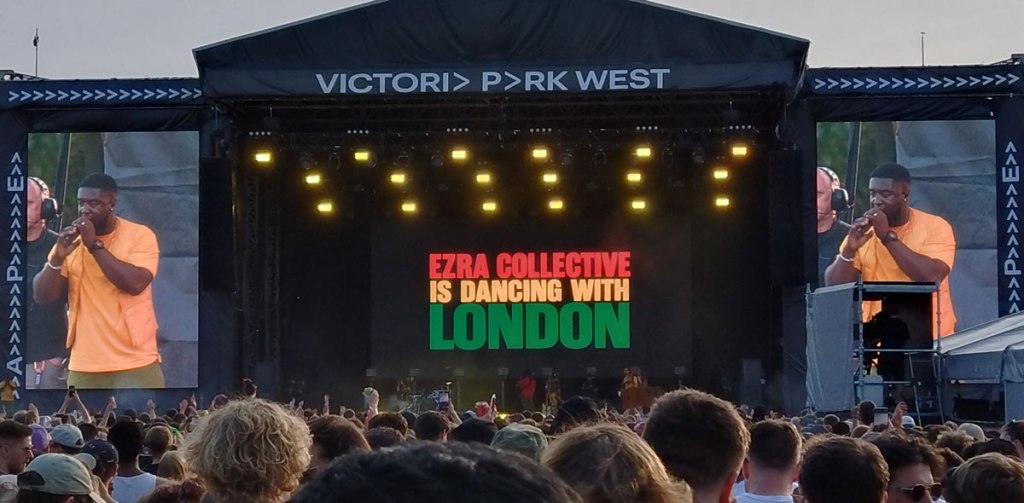 VICTORI> P>RK WEST
EZRA COLLECTIVE
IS DANCING WITH
LONDON